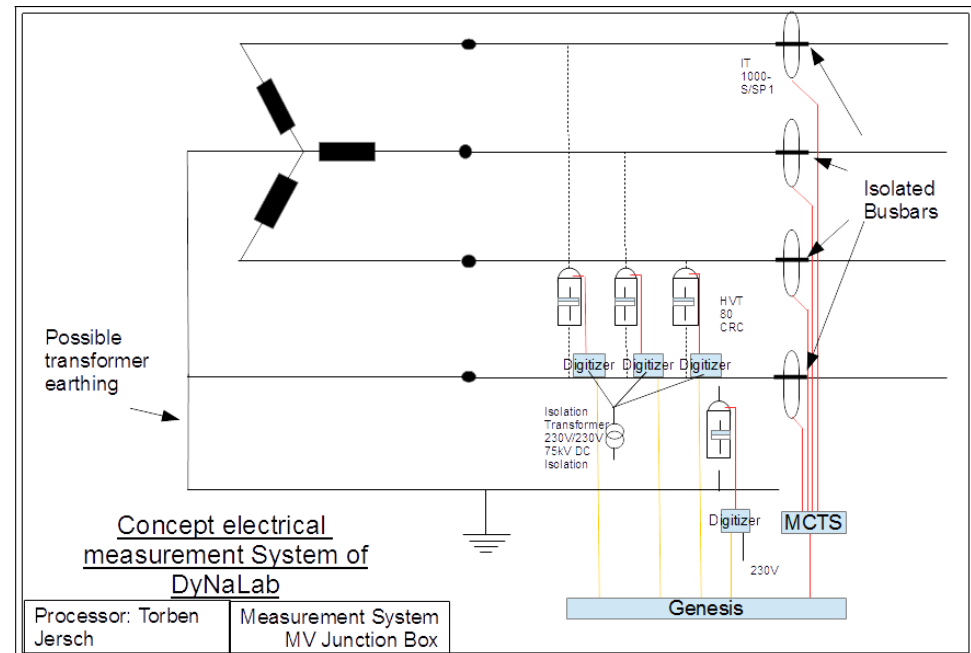 IT
1000-
S/SP1
Isolated
Busbars
HVT
80
CRC
Possible
transformer
earthing
Digitizer
Digitizer
Digitizer
Isolation
Transformer
230V/230V
75kV DC
Isolation
Digitizer
MCTS
230V
Concept electrical
measurement System of
DyNaLab
Genesis
Processor: Torben
Jersch
Measurement System
MV Junction Box